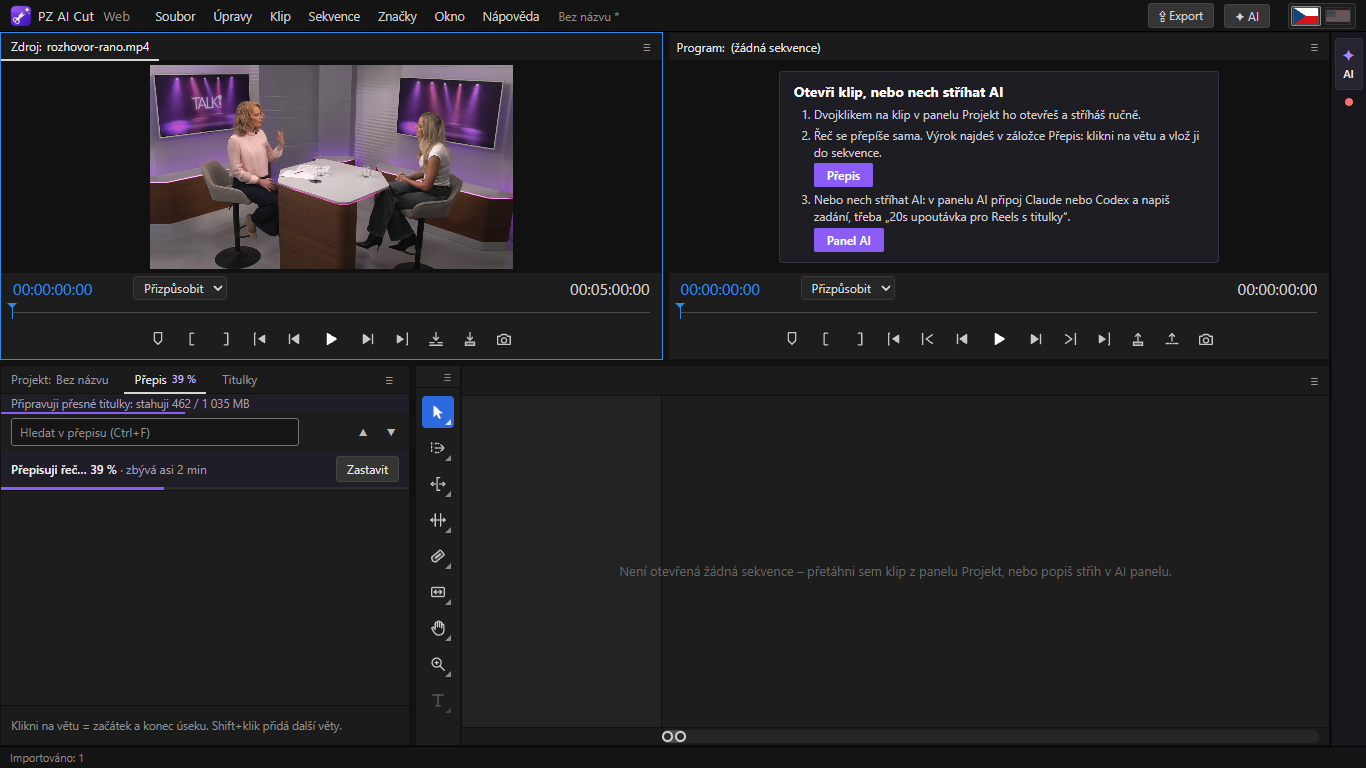 PZ AI Cut Web Soubor Úpravy Klip Sekvence Značky Okno Nápověda Bez názvu * Export AI
Zdroj: rozhovor-rano.mp4
TALK?
00:00:00:00 Přizpůsobit 00:05:00:00
Program: (žádná sekvence)
Otevři klip, nebo nech stříhat AI
1. Dvojklikem na klip v panelu Projekt ho otevřeš a stříháš ručně.
2. Řeč se přepíše sama. Výrok najdeš v záložce Přepis: klikni na větu a vlož ji
do sekvence.
Přepis
3. Nebo nech stříhat AI: v panelu AI připoj Claude nebo Codex a napiš
zadání, třeba „20s upoutávka pro Reels s titulky“.
Panel AI
00:00:00:00 Přizpůsobit 00:00:00:00
AI
Projekt: Bez názvu Přepis 39 % Titulky
Připravuji přesné titulky: stahuji 462 / 1 035 MB
Hledat v přepisu (Ctrl+F)
Přepisuji řeč... 39 % · zbývá asi 2 min Zastavit
Klikni na větu = začátek a konec úseku. Shift+klik přidá další věty.
Není otevřená žádná sekvence – přetáhni sem klip z panelu Projekt, nebo popiš střih v AI panelu.
Importováno: 1